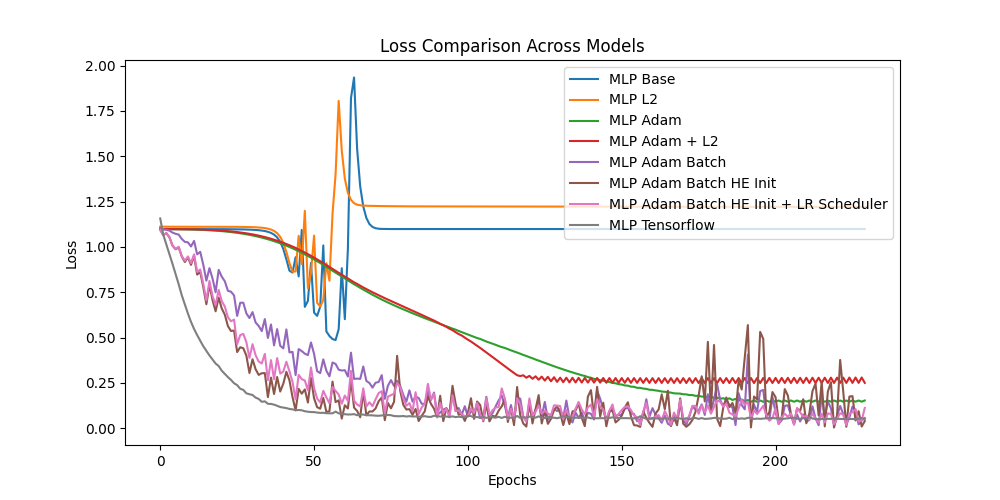 Loss Comparison Across Models
2.00
1.75
1.50
1.25
1.00
0.75
0.50
0.25
0.00
Loss
MLP Base
MLP L2
MLP Adam
MLP Adam + L2
MLP Adam Batch
MLP Adam Batch HE Init
MLP Adam Batch HE Init + LR Scheduler
MLP Tensorflow
0 50 100 150 200
Epochs